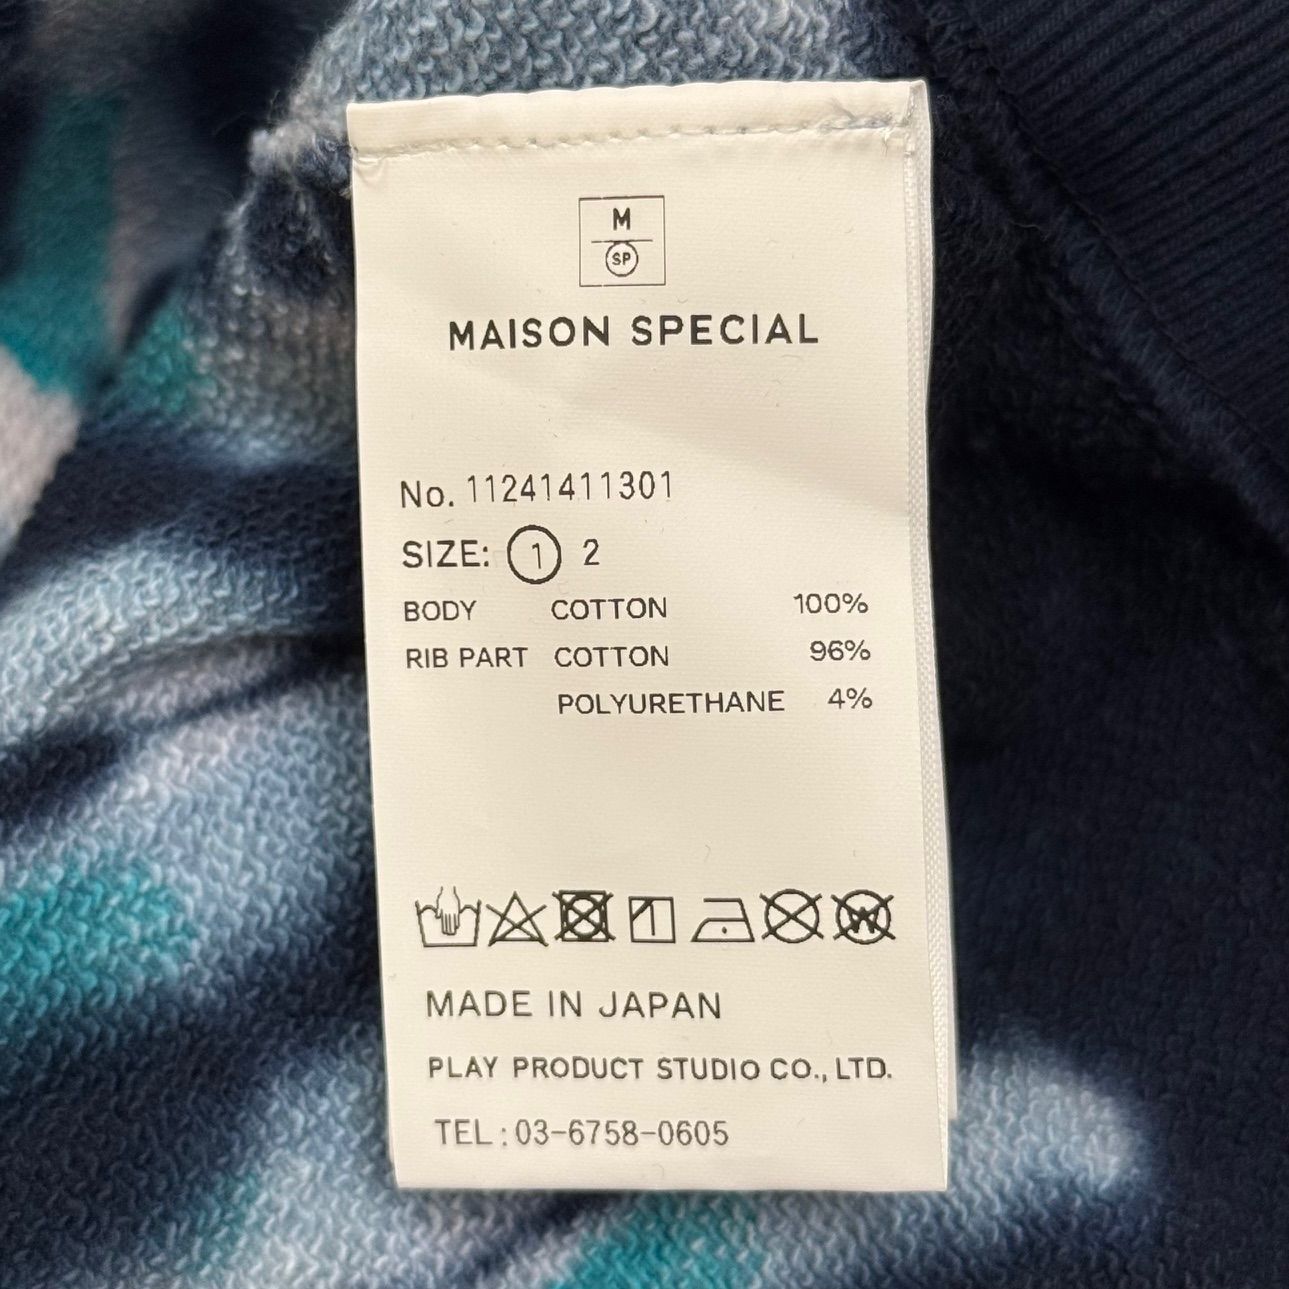 M
SP
MAISON SPECIAL
No. 11241411301
SIZE: 1 2
BODY COTTON 100%
RIB PART COTTON 96%
POLYURETHANE 4%
W
MADE IN JAPAN
PLAY PRODUCT STUDIO CO., LTD.
TEL : 03-6758-0605